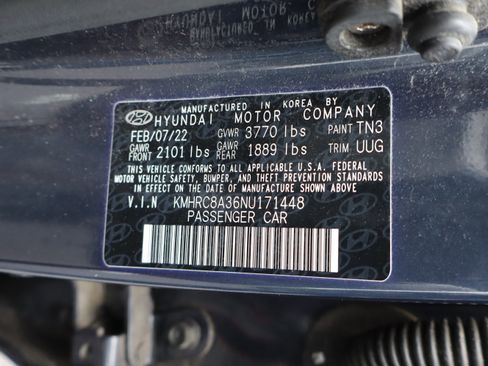 MANUFACTURED IN KOREA BY
HYUNDAI MOTOR COMPANY
FEB/07/22 GVWR 3770 lbs PAINT TN3
GAWR FRONT 2101 lbs GAWR REAR 1889 lbs TRIM UUG
THIS VEHICLE CONFORMS TO ALL APPLICABLE U.S.A. FEDERAL
MOTOR VEHICLE SAFETY, BUMPER, AND THEFT PREVENTION STANDARDS
IN EFFECT ON THE DATE OF MANUFACTURE SHOWN ABOVE.
V.I.N KMHRC8A36NU171448
PASSENGER CAR